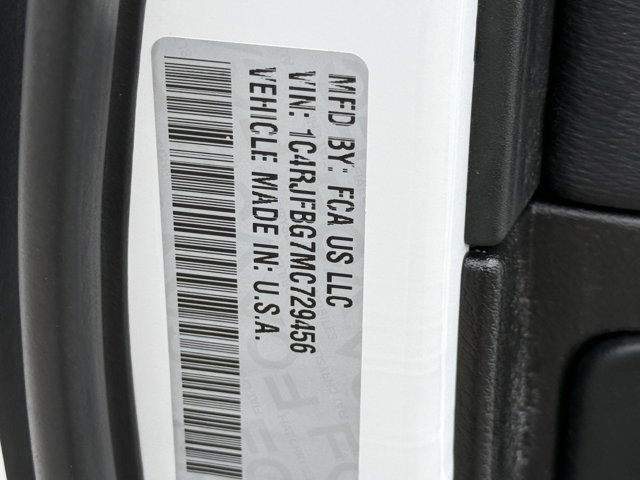 MFD BY: FCA US LLC
VIN: 1C4RJFBG7MC729456
VEHICLE MADE IN: U.S.A.